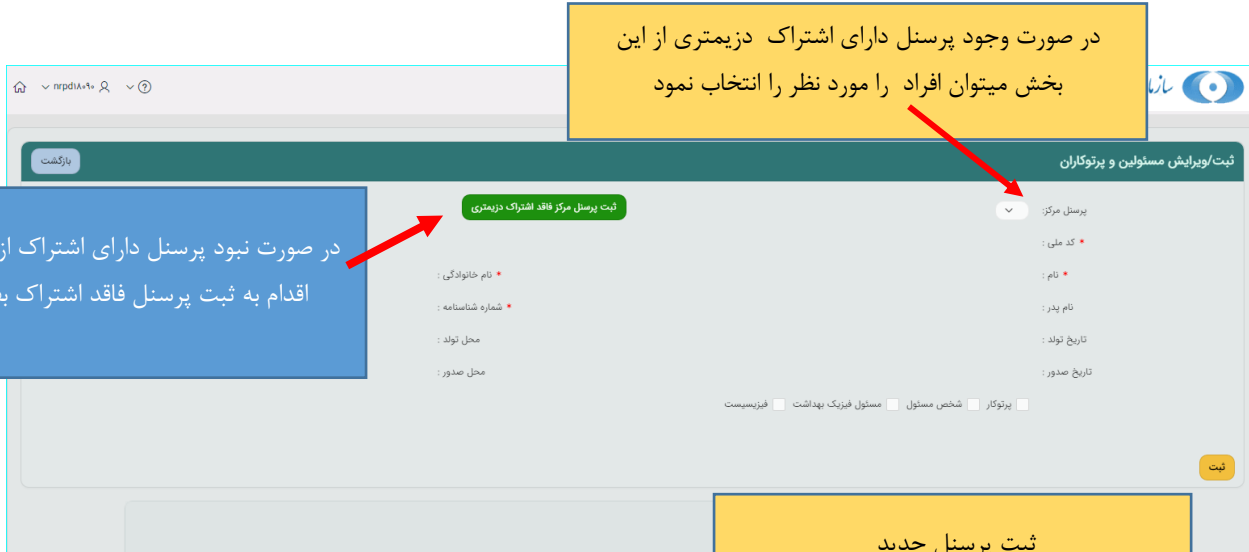 در صورت وجود پرسنل دارای اشتراک دزیمتری از این
بخش میتوان افراد را مورد نظر را انتخاب نمود
nrpd۱۸۰۹۰
ثبت/ویرایش مسئولین و پرتوکاران
بازگشت
پرسنل مرکز:
ثبت پرسنل مرکز فاقد اشتراک دزیمتری
* کد ملی :
* نام :
* نام خانوادگی :
نام پدر :
* شماره شناسنامه :
تاریخ تولد :
محل تولد :
تاریخ صدور :
محل صدور :
پرتوکار شخص مسئول مسئول فیزیک بهداشت فیزیسیست
در صورت نبود پرسنل دارای اشتراک از
اقدام به ثبت پرسنل فاقد اشتراک
ثبت
ثبت پرسنل جدید